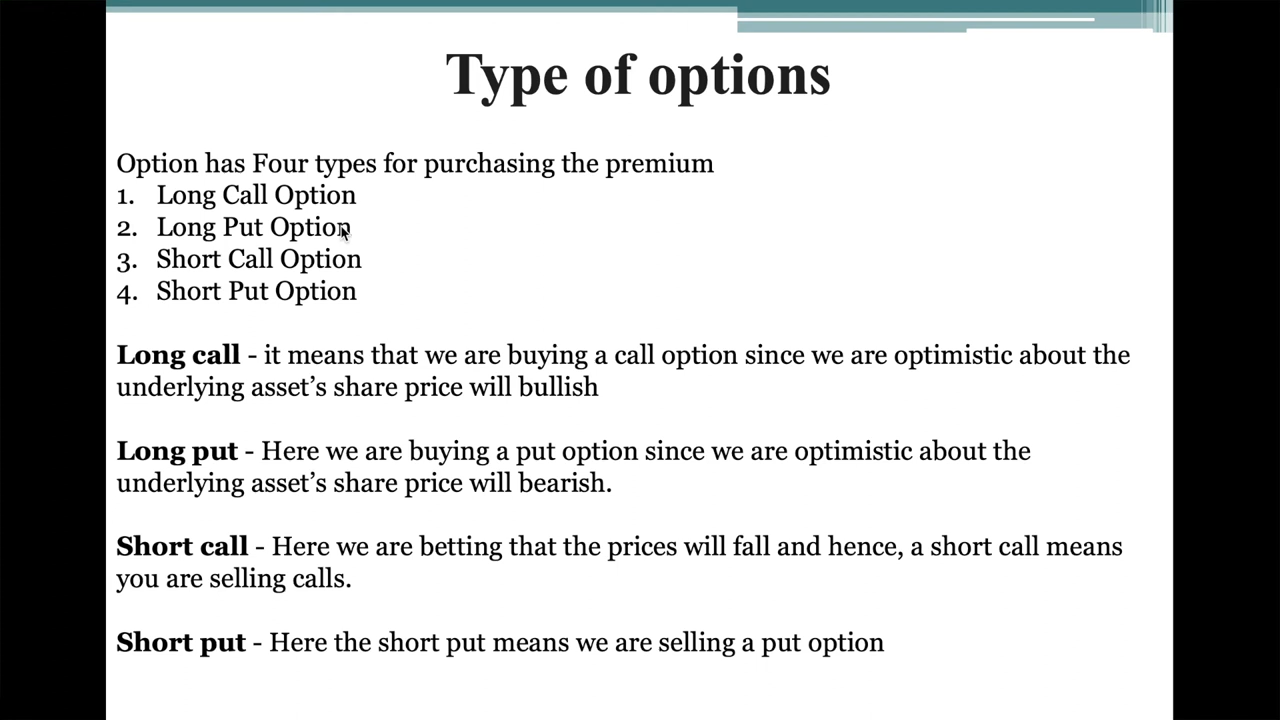 Type of options
Option has Four types for purchasing the premium
1. Long Call Option
2. Long Put Option
3. Short Call Option
4. Short Put Option
Long call - it means that we are buying a call option since we are optimistic about the
underlying asset’s share price will bullish
Long put - Here we are buying a put option since we are optimistic about the
underlying asset’s share price will bearish.
Short call - Here we are betting that the prices will fall and hence, a short call means
you are selling calls.
Short put - Here the short put means we are selling a put option